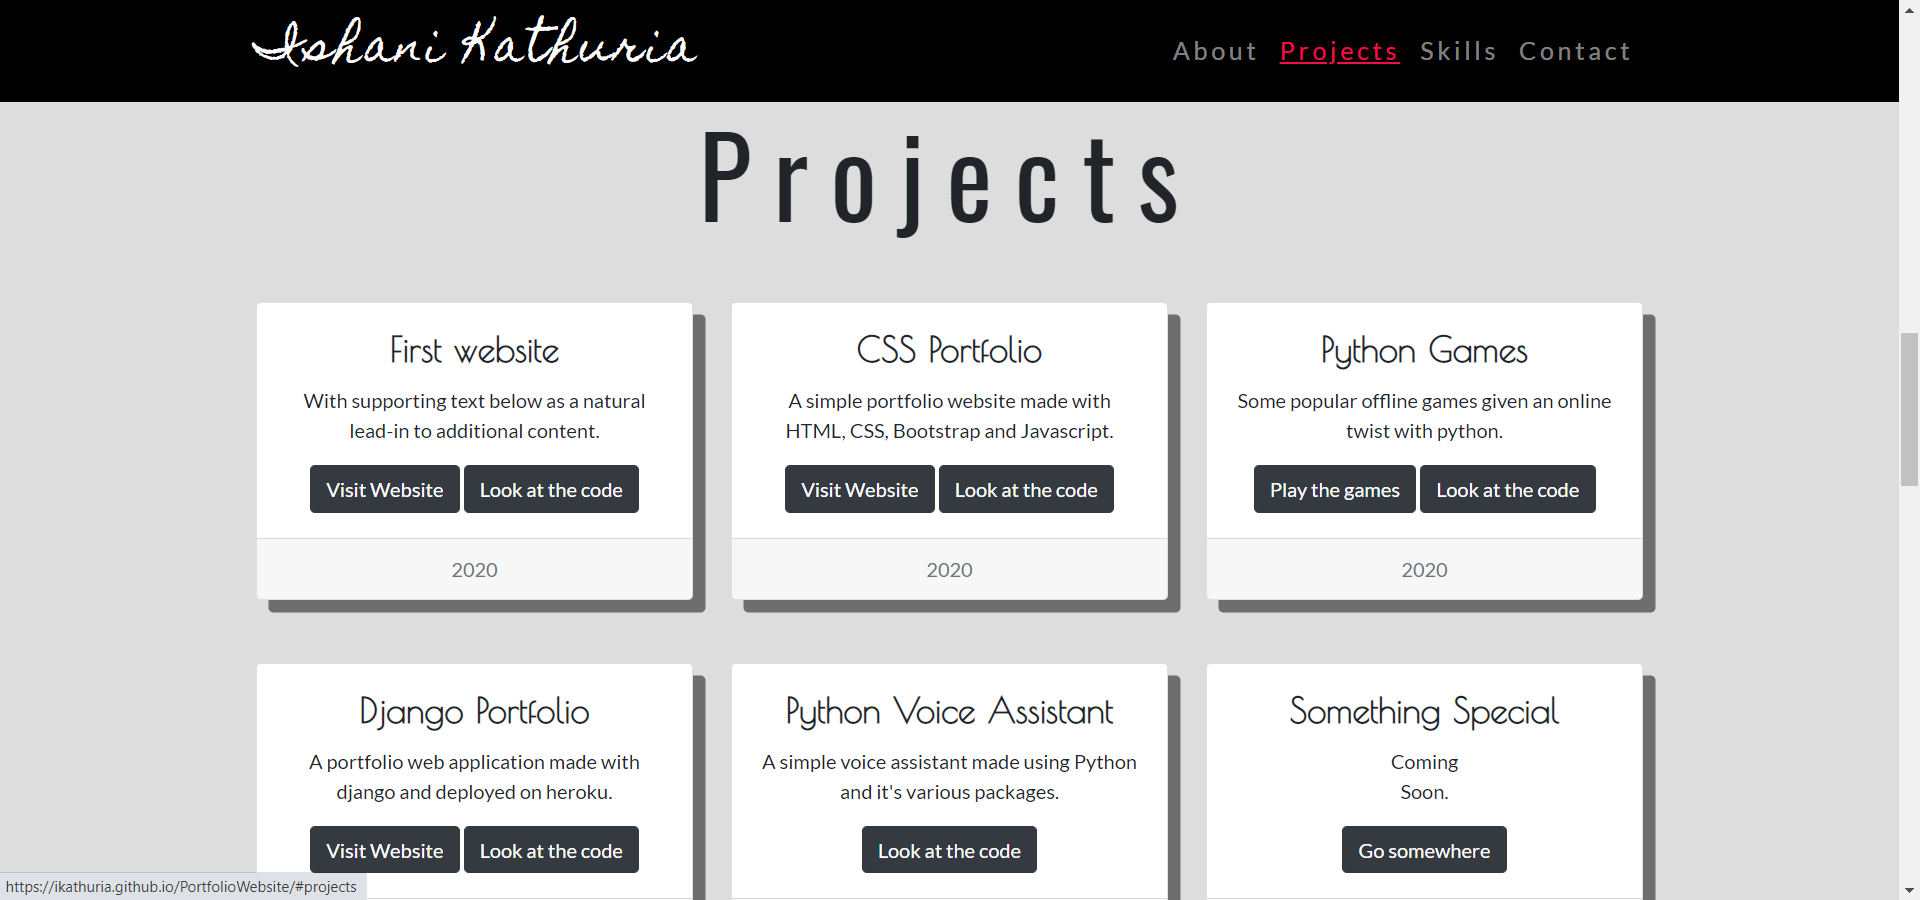 Ishani Kathuria
About Projects Skills Contact
Projects
First website
With supporting text below as a natural
lead-in to additional content.
Visit Website Look at the code
2020
CSS Portfolio
A simple portfolio website made with
HTML, CSS, Bootstrap and Javascript.
Visit Website Look at the code
2020
Python Games
Some popular offline games given an online
twist with python.
Play the games Look at the code
2020
Django Portfolio
A portfolio web application made with
django and deployed on heroku.
Visit Website Look at the code
Python Voice Assistant
A simple voice assistant made using Python
and it's various packages.
Look at the code
Something Special
Coming
Soon.
Go somewhere
https://ikathuria.github.io/PortfolioWebsite/#projects